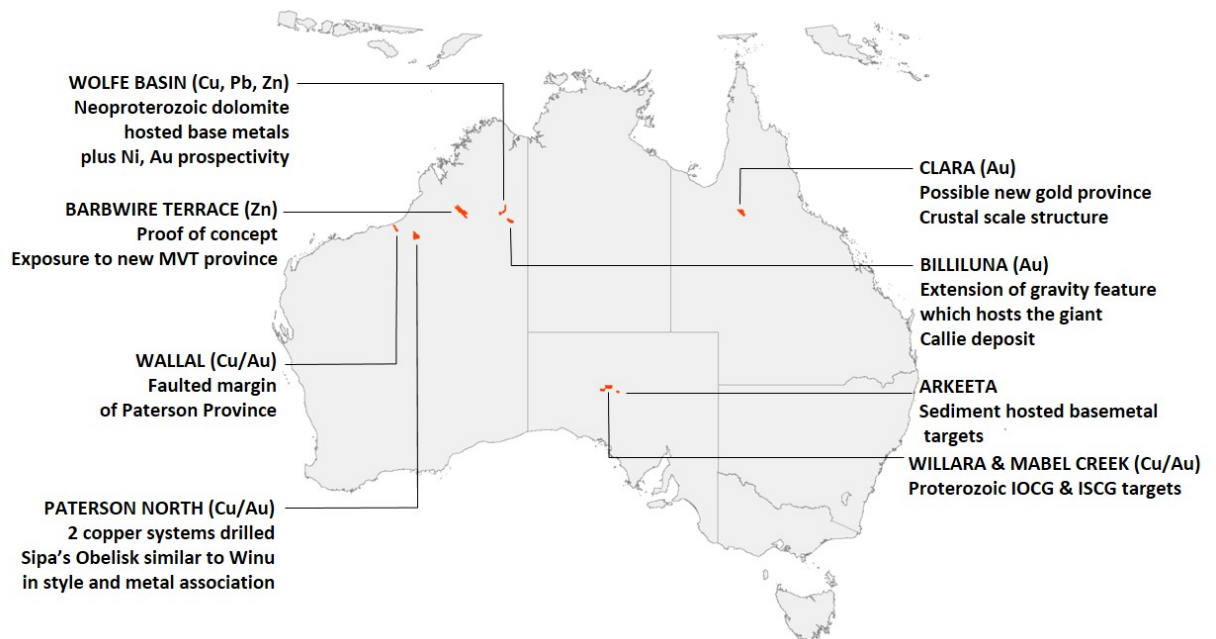 WOLFE BASIN (Cu, Pb, Zn)
Neoproterozoic dolomite
hosted base metals
plus Ni, Au prospectivity
BARBWIRE TERRACE (Zn)
Proof of concept
Exposure to new MVT province
WALLAL (Cu/Au)
Faulted margin
of Paterson Province
PATERSON NORTH (Cu/Au)
2 copper systems drilled
Sipa's Obelisk similar to Winu
in style and metal association
CLARA (Au)
Possible new gold province
Crustal scale structure
BILLILUNA (Au)
Extension of gravity feature
which hosts the giant
Callie deposit
ARKEETA
Sediment hosted basemetal
targets
WILLARA & MABEL CREEK (Cu/Au)
Proterozoic IOCG & ISCG targets